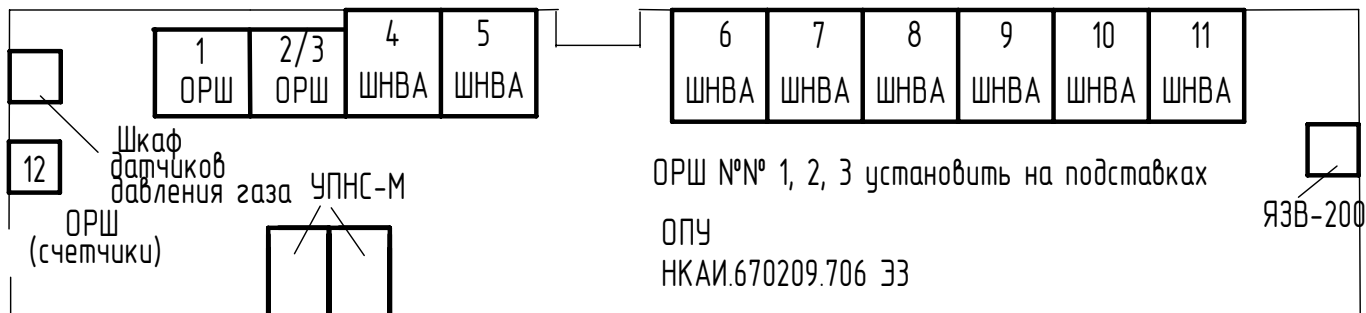 1
ОРШ
2/3
ОРШ
4
ШНВА
5
ШНВА
6
ШНВА
7
ШНВА
8
ШНВА
9
ШНВА
10
ШНВА
11
ШНВА
Шкаф
датчиков
давления газа
12
ОРШ
(счетчики)
УПНС-М
ОРШ №№ 1, 2, 3 установить на подставках
ОПУ
НКАИ.670209.706 ЭЗ
ЯЗВ-200